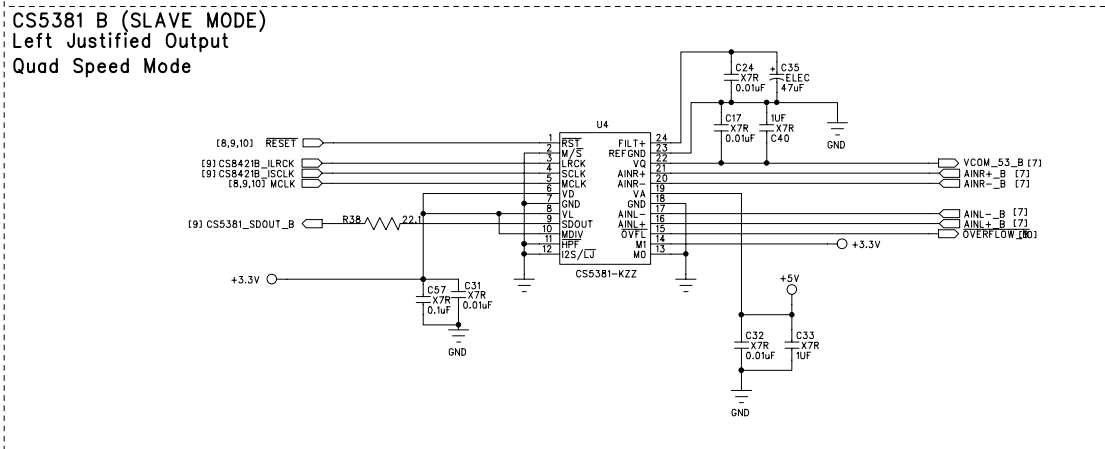 CS5381 B (SLAVE MODE)
Left Justified Output
Quad Speed Mode
C24
X7R
0.01uF
+ C35
ELEC
47uF
C17
X7R
0.01uF
1UF
X7R
C40
GND
U4
[8,9,10] RESET
[9] CS8421B_ILRCK
[9] CS8421B_ISCLK
[8,9,10] MCLK
[9] CS5381_SDOUT_B
R38 22.1
1 RST
2 M/S
3 LRCK
4 SCLK
5 MCLK
6 VD
7 GND
8 VL
9 SDOUT
10 MDIV
11 HPF
12 I2S/LJ
FILT+ 24
REFGND 23
VQ 22
AINR+ 21
AINR- 20
VA 19
GND 18
AINL- 17
AINL+ 16
OVFL 15
M1 14
M0 13
CS5381-KZZ
VCOM_53_B [7]
AINR+_B [7]
AINR-_B [7]
AINL-_B [7]
AINL+_B [7]
+3.3V
+3.3V
C57
X7R
0.1uF
C31
X7R
0.01uF
GND
+5V
C32
X7R
0.01uF
C33
X7R
1UF
GND